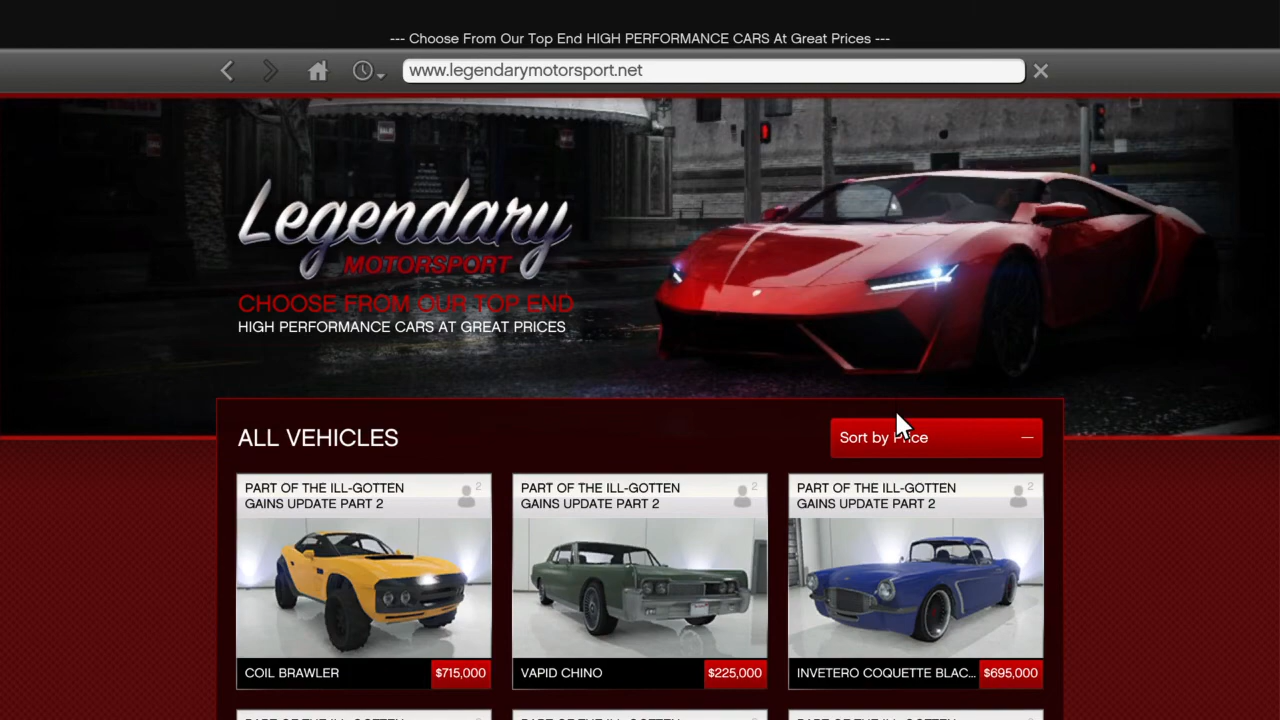 --- Choose From Our Top End HIGH PERFORMANCE CARS At Great Prices ---
www.legendarymotorsport.net
Legendary
MOTORSPORT
CHOOSE FROM OUR TOP END
HIGH PERFORMANCE CARS AT GREAT PRICES
ALL VEHICLES
Sort by Price
PART OF THE ILL-GOTTEN
GAINS UPDATE PART 2
2
COIL BRAWLER
$715,000
PART OF THE ILL-GOTTEN
GAINS UPDATE PART 2
2
VAPID CHINO
$225,000
PART OF THE ILL-GOTTEN
GAINS UPDATE PART 2
2
INVETERO COQUETTE BLAC...
$695,000